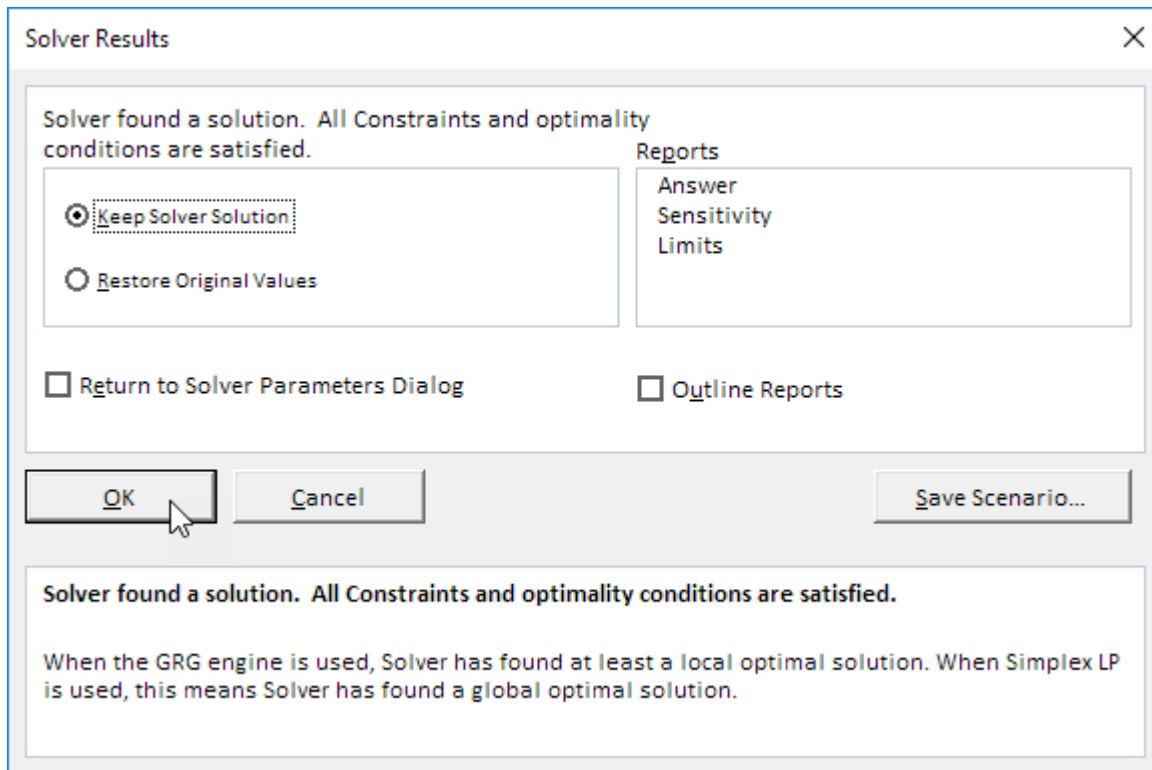 Solver Results
Solver found a solution.  All Constraints and optimality
conditions are satisfied.
Reports
Keep Solver Solution
Restore Original Values
Answer
Sensitivity
Limits
Return to Solver Parameters Dialog
Outline Reports
OK
Cancel
Save Scenario...
Solver found a solution.  All Constraints and optimality conditions are satisfied.
When the GRG engine is used, Solver has found at least a local optimal solution. When Simplex LP
is used, this means Solver has found a global optimal solution.